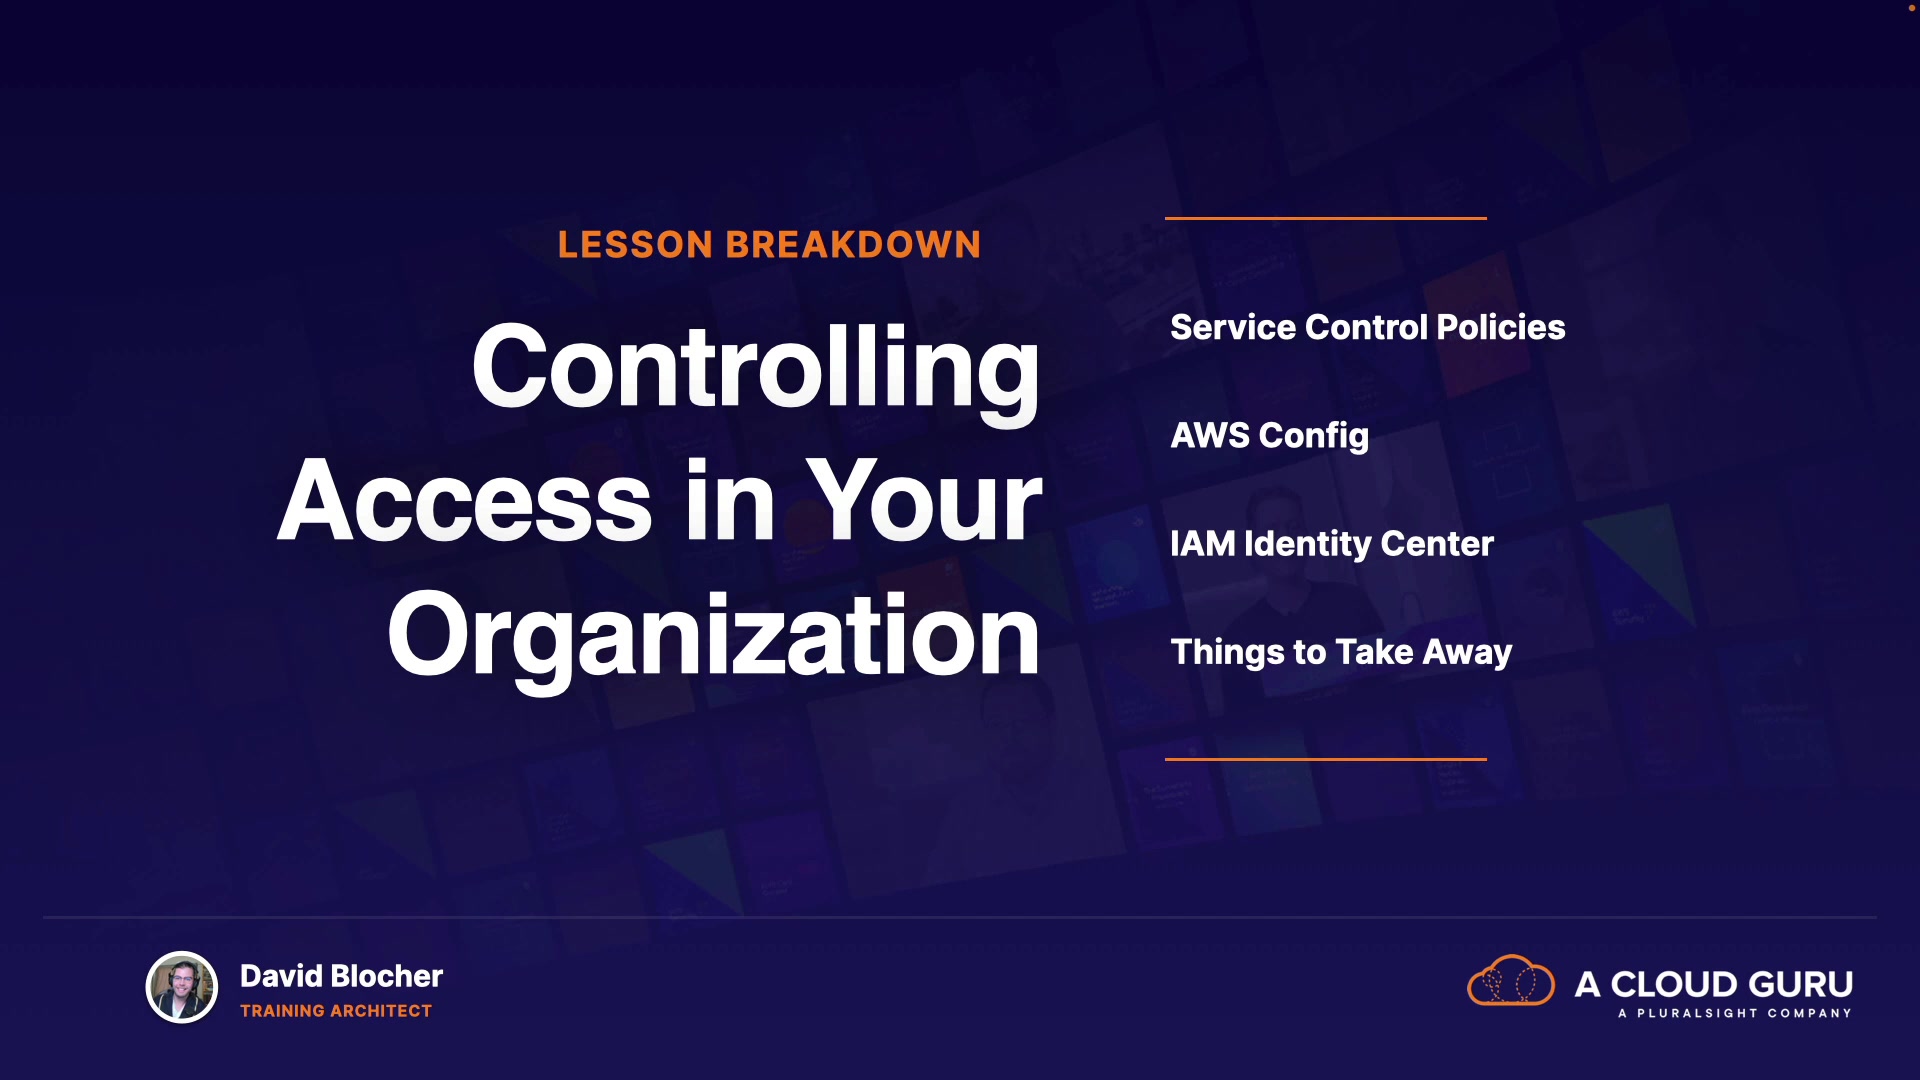 LESSON BREAKDOWN
Controlling
Access in Your
Organization
Service Control Policies
AWS Config
IAM Identity Center
Things to Take Away
David Blocher
TRAINING ARCHITECT
A CLOUD GURU
A PLURALSIGHT COMPANY